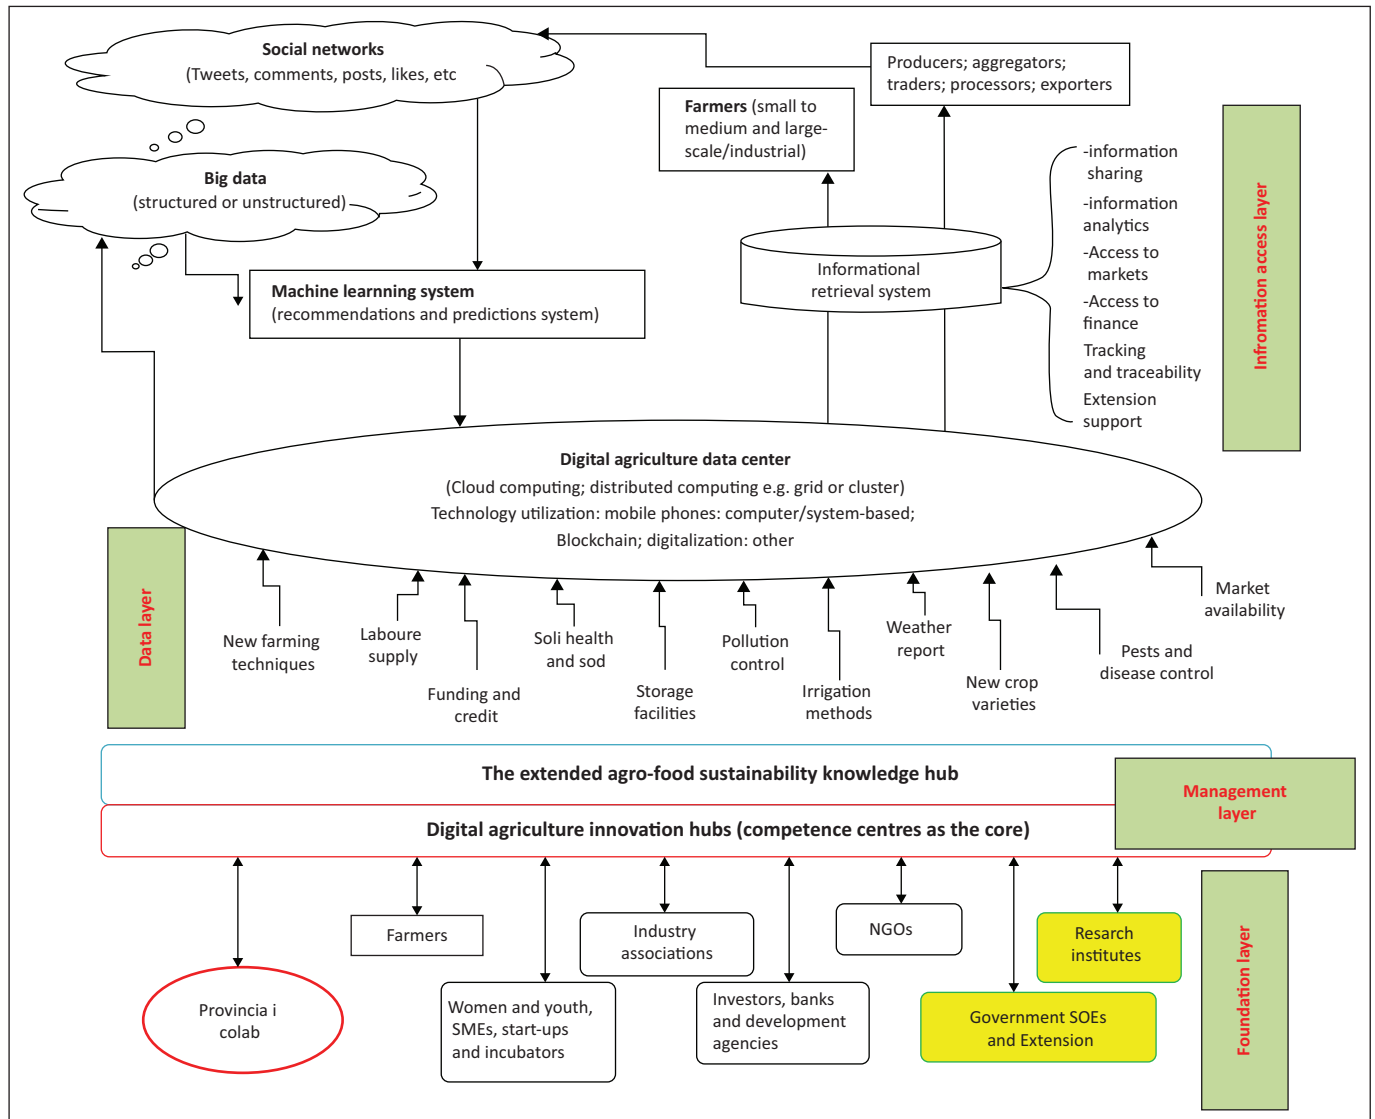 Social networks
(Tweets, comments, posts, likes, etc
Producers; aggregators;
traders; processors; exporters
Farmers (small to
medium and large-
scale/industrial)
Big data
(structured or unstructured)
Machine learnning system
(recommendations and predictions system)
Informational
retrieval system
-information
sharing
-information
analytics
-Access to
markets
-Access to
finance
Tracking
and traceability
Extension
support
Infromation access layer
Digital agriculture data center
(Cloud computing; distributed computing e.g. grid or cluster)
Technology utilization: mobile phones: computer/system-based;
Blockchain; digitalization: other
Data layer
New farming
techniques
Laboure
supply
Funding and
credit
Soli health
and sod
Storage
facilities
Pollution
control
Irrigation
methods
Weather
report
New crop
varieties
Pests and
disease control
Market
availability
The extended agro-food sustainability knowledge hub
Digital agriculture innovation hubs (competence centres as the core)
Management
layer
Provincia i
colab
Farmers
Women and youth,
SMEs, start-ups
and incubators
Industry
associations
Investors, banks
and development
agencies
NGOs
Government SOEs
and Extension
Resarch
institutes
Foundation layer